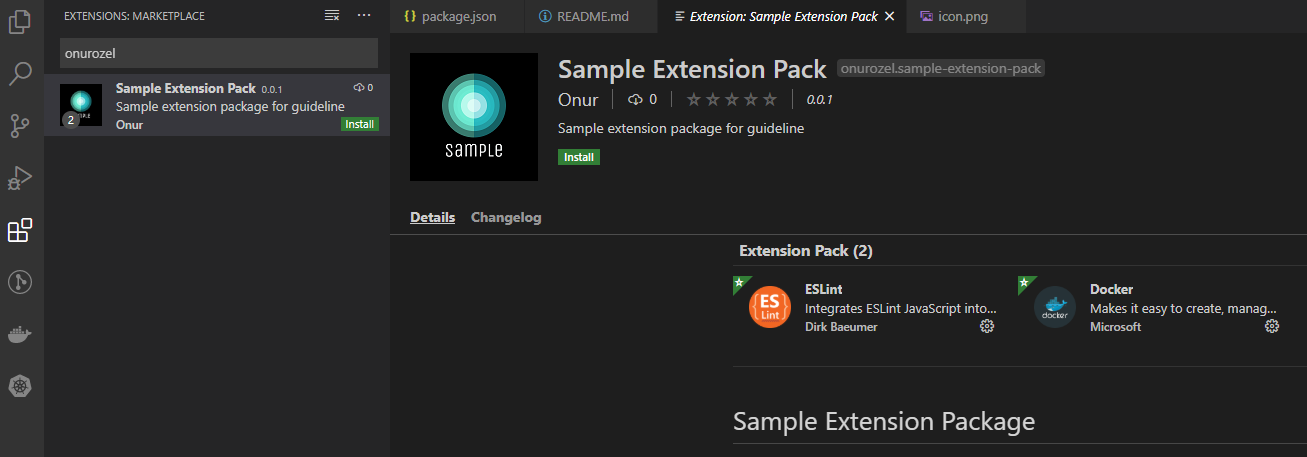 EXTENSIONS: MARKETPLACE
onurozel
Sample Extension Pack 0.0.1 0
Sample extension package for guideline
Onur Install
2
package.json README.md Extension: Sample Extension Pack icon.png
SAMPLE
Sample Extension Pack onurozel.sample-extension-pack
Onur 0 0.0.1
Sample extension package for guideline
Install
Details Changelog
Extension Pack (2)
ES Lint
ESLint
Integrates ESLint JavaScript into...
Dirk Baeumer
docker
Docker
Makes it easy to create, manag...
Microsoft
Sample Extension Package